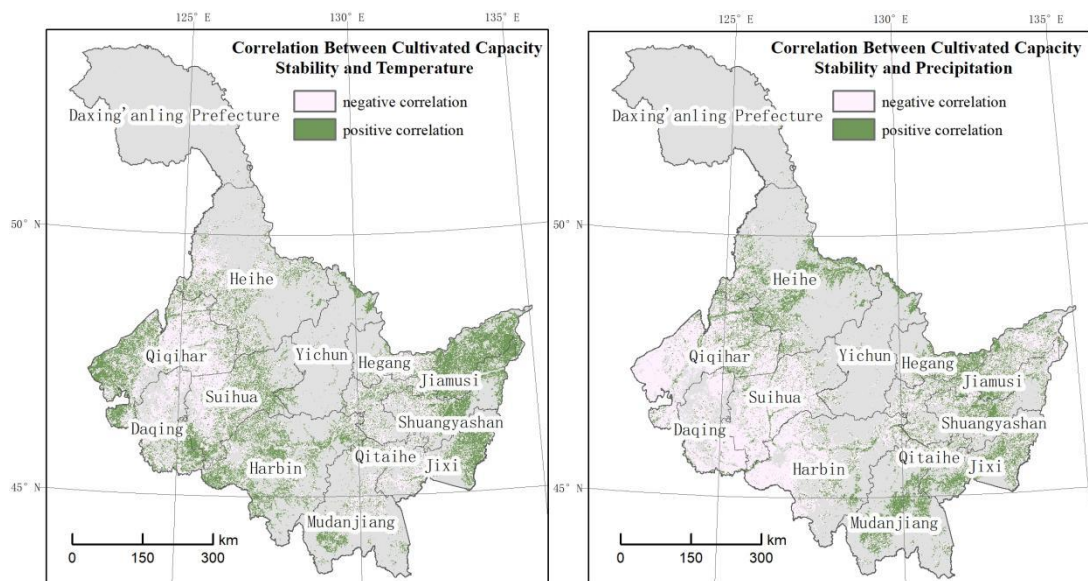 125° E
130° E
135° E
Correlation Between Cultivated Capacity
Stability and Temperature
negative correlation
positive correlation
Daxing'anling Prefecture
50° N
Heihe
Qiqihar
Yichun
Hegang
Jiamusi
Suihua
Shuangyashan
Daqing
Qitaihe
Harbin
Jixi
45° N
Mudanjiang
0 150 300 km
125° E
130° E
135° E
Correlation Between Cultivated Capacity
Stability and Precipitation
negative correlation
positive correlation
Daxing'anling Prefecture
50° N
Heihe
Qiqihar
Yichun
Hegang
Jiamusi
Suihua
Shuangyashan
Daqing
Qitaihe
Harbin
Jixi
45° N
Mudanjiang
0 150 300 km